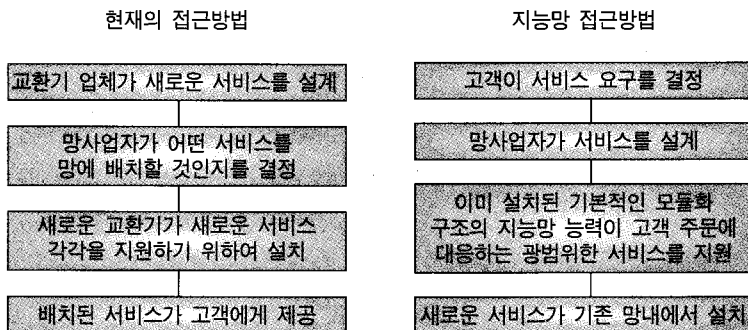 현재의 접근방법
교환기 업체가 새로운 서비스를 설계
망사업자가 어떤 서비스를
망에 배치할 것인지를 결정
새로운 교환기가 새로운 서비스
각각을 지원하기 위하여 설치
배치된 서비스가 고객에게 제공
지능망 접근방법
고객이 서비스 요구를 결정
망사업자가 서비스를 설계
이미 설치된 기본적인 모듈화
구조의 지능망 능력이 고객 주문에
대응하는 광범위한 서비스를 지원
새로운 서비스가 기존 망내에서 설치